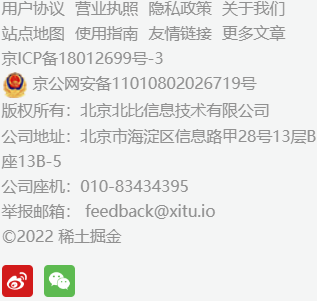 用户协议 营业执照 隐私政策 关于我们
站点地图 使用指南 友情链接 更多文章
京ICP备18012699号-3
京公网安备11010802026719号
版权所有：北京北比信息技术有限公司
公司地址：北京市海淀区信息路甲28号13层B
座13B-5
公司座机：010-83434395
举报邮箱： feedback@xitu.io
©2022 稀土掘金